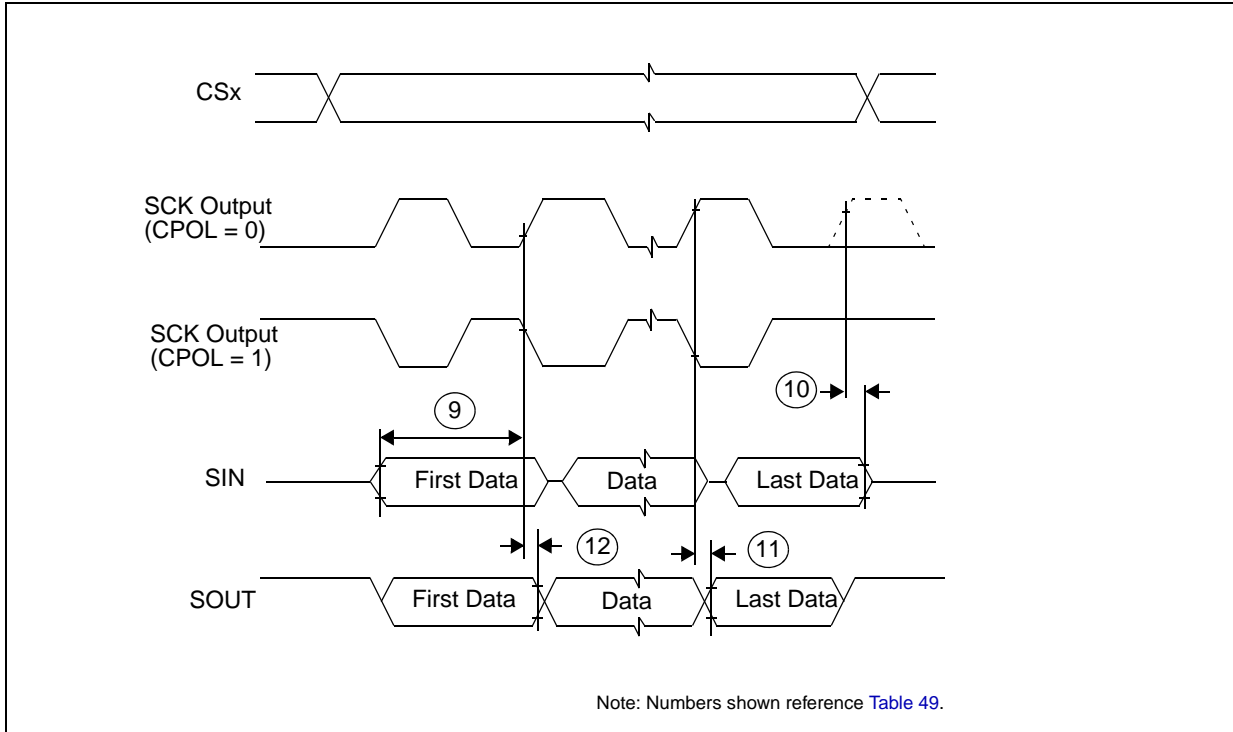 CSx
SCK Output
(CPOL = 0)
SCK Output
(CPOL = 1)
10
9
SIN
First Data
Data
Last Data
12
11
SOUT
First Data
Data
Last Data
Note: Numbers shown reference Table 49.